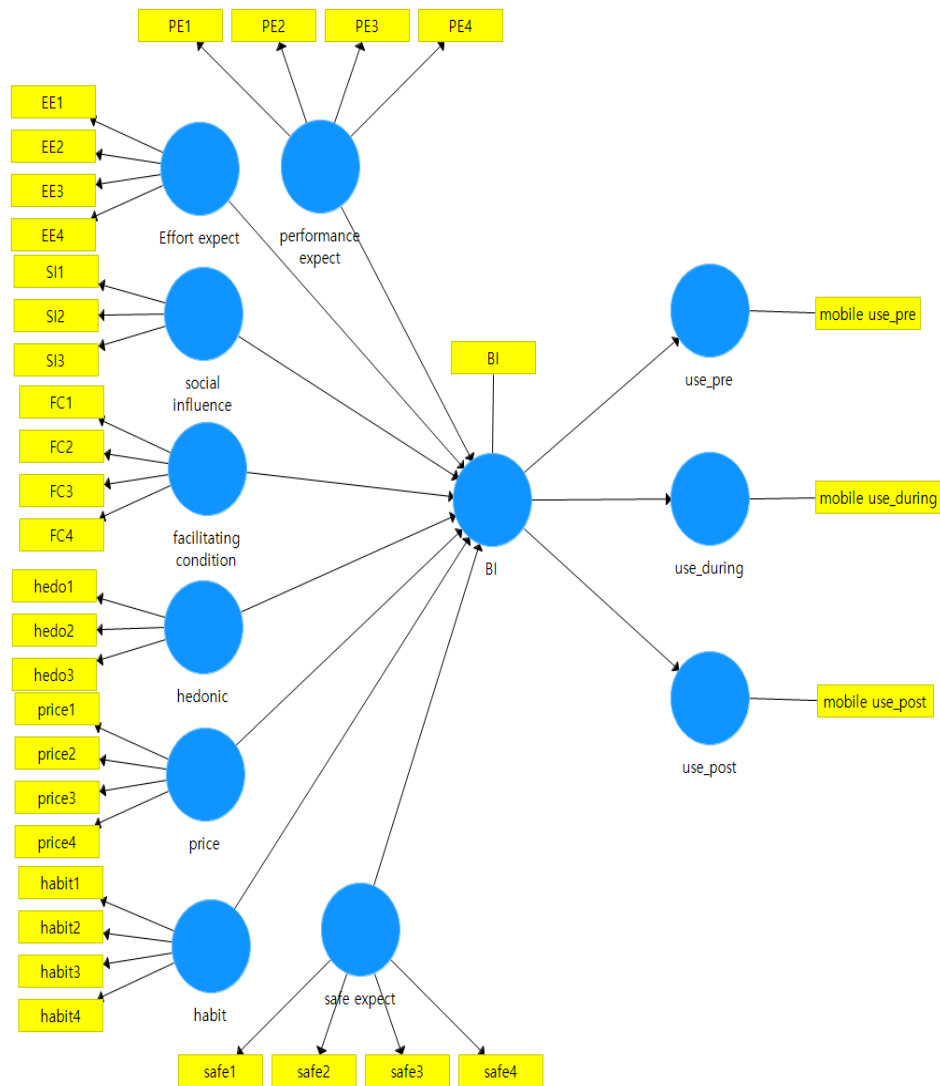 PE1
PE2
PE3
PE4
EE1
EE2
EE3
EE4
Effort expect
performance
expect
SI1
SI2
SI3
social
influence
FC1
FC2
FC3
FC4
facilitating
condition
hedo1
hedo2
hedo3
hedonic
price1
price2
price3
price4
price
habit1
habit2
habit3
habit4
habit
safe expect
safe1
safe2
safe3
safe4
BI
BI
use_pre
mobile use_pre
use_during
mobile use_during
use_post
mobile use_post